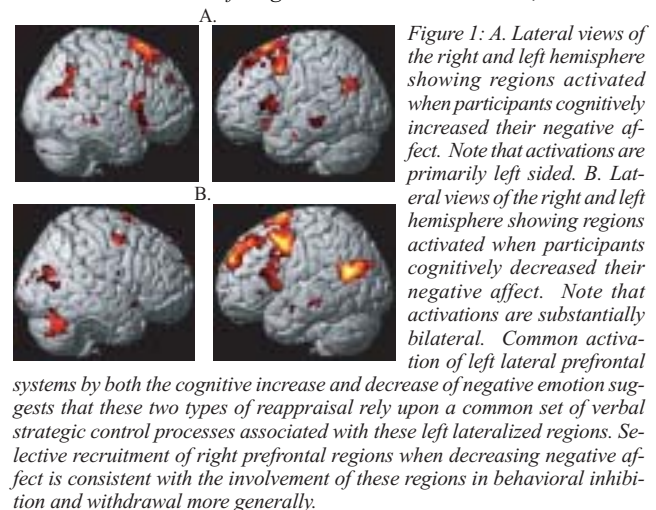 A.
Figure 1: A. Lateral views of
the right and left hemisphere
showing regions activated
when participants cognitively
increased their negative af-
fect. Note that activations are
primarily left sided. B. Lat-
eral views of the right and left
hemisphere showing regions
activated when participants
cognitively decreased their
negative affect. Note that
activations are substantially
bilateral. Common activa-
tion of left lateral prefrontal
B.
systems by both the cognitive increase and decrease of negative emotion sug-
gests that these two types of reappraisal rely upon a common set of verbal
strategic control processes associated with these left lateralized regions. Se-
lective recruitment of right prefrontal regions when decreasing negative af-
fect is consistent with the involvement of these regions in behavioral inhibi-
tion and withdrawal more generally.